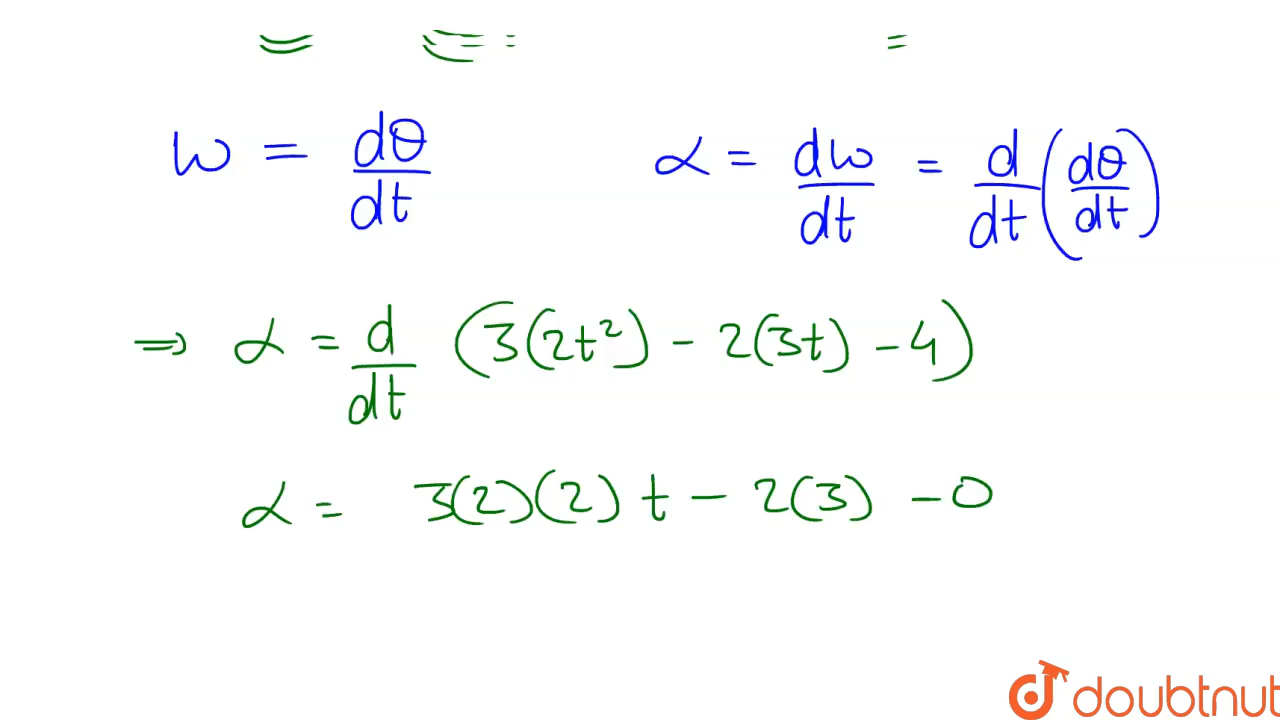 ω = dθ/dt α = dω/dt = d/dt (dθ/dt)
⇒ α = d/dt (3(2t²) - 2(3t) - 4)
α = 3(2)(2) t - 2(3) - 0
doubtnut